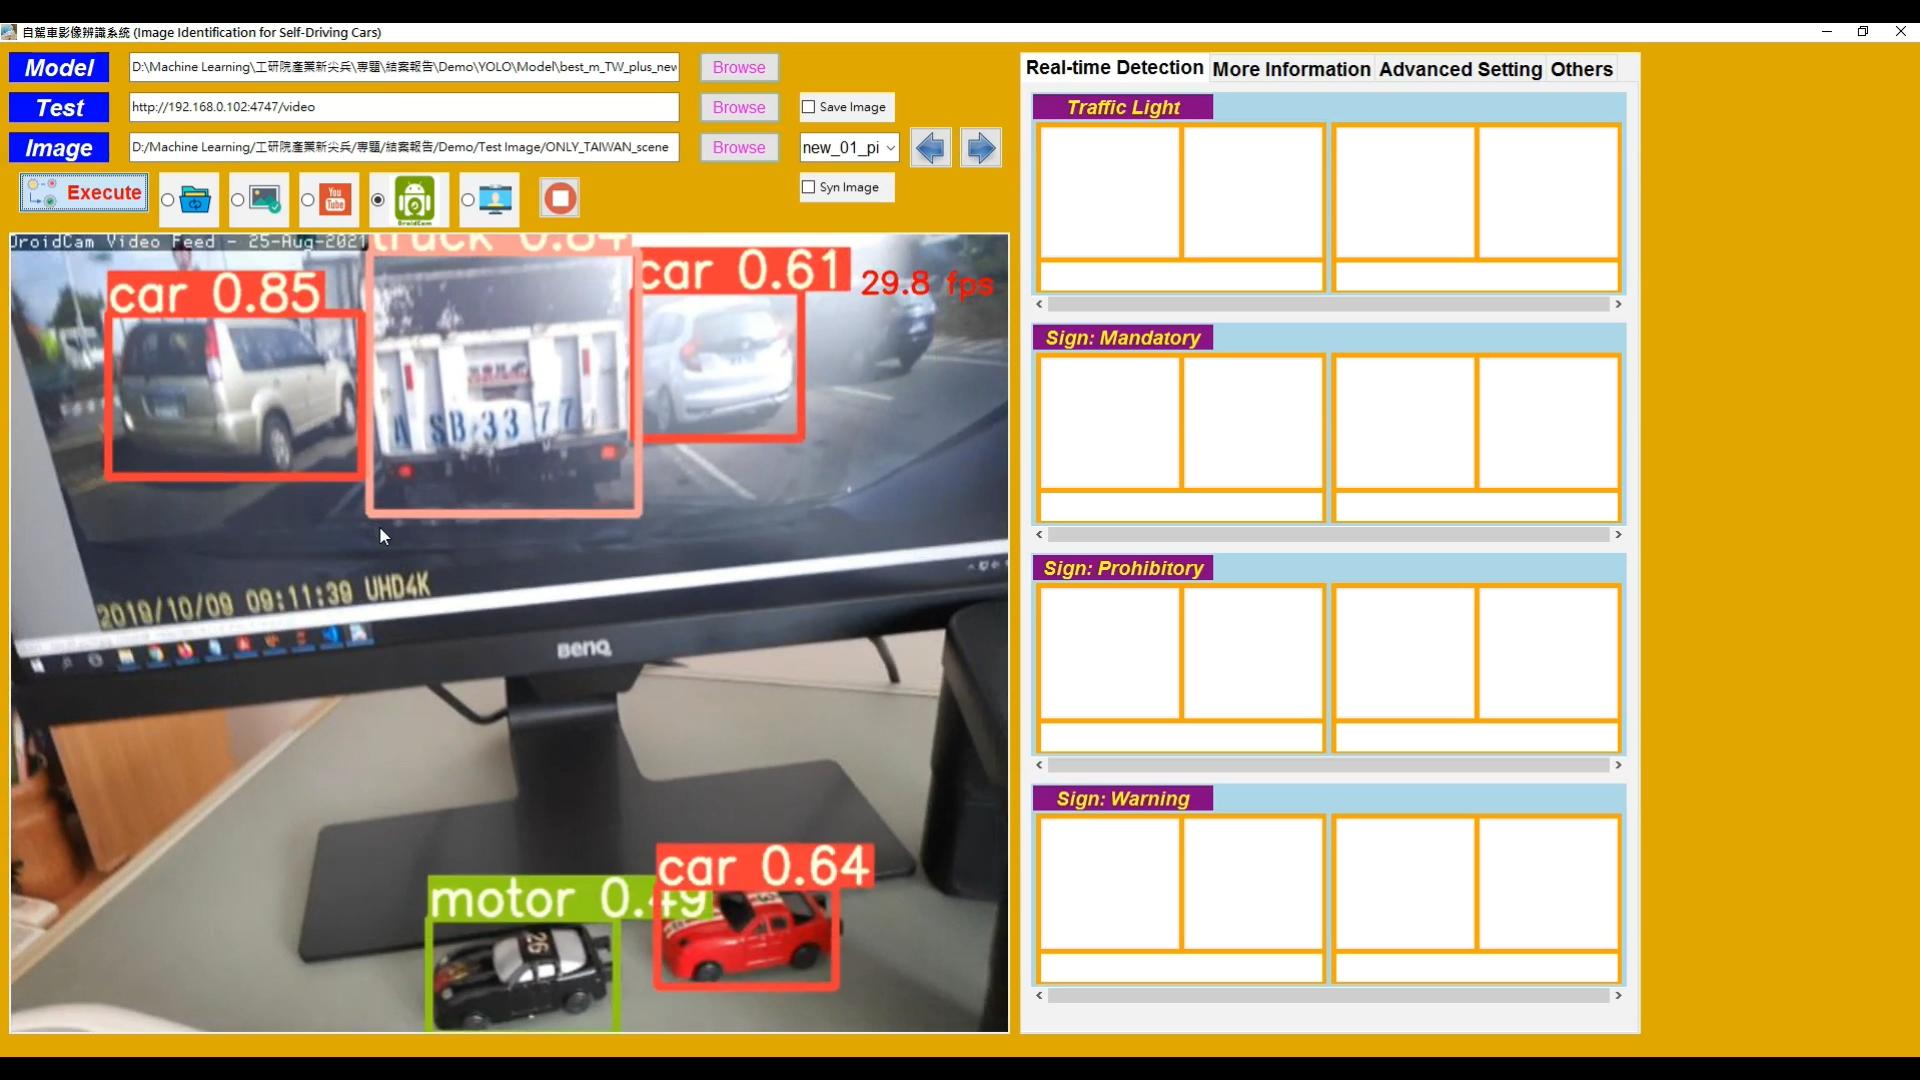 自駕車影像辨識系統 (Image Identification for Self-Driving Cars)
Model
D:\Machine Learning\工研院產業新尖兵\專題\結案報告\Demo\YOLO\Model\best_m_TW_plus_new
Browse
Test
http://192.168.0.102:4747/video
Browse
Save Image
Image
D:/Machine Learning/工研院產業新尖兵/專題/結案報告/Demo/Test Image/ONLY_TAIWAN_scene
Browse
new_01_pi
Execute
You Tube
DroidCam
Syn Image
DroidCam Video Feed - 25-Aug-2021
truck 0.84
car 0.85
car 0.61
29.8 fps
SB-33 77
2019/10/09 09:11:39 UHD4K
BenQ
car 0.64
motor 0.49
26
Real-time Detection
More Information
Advanced Setting
Others
Traffic Light
Sign: Mandatory
Sign: Prohibitory
Sign: Warning